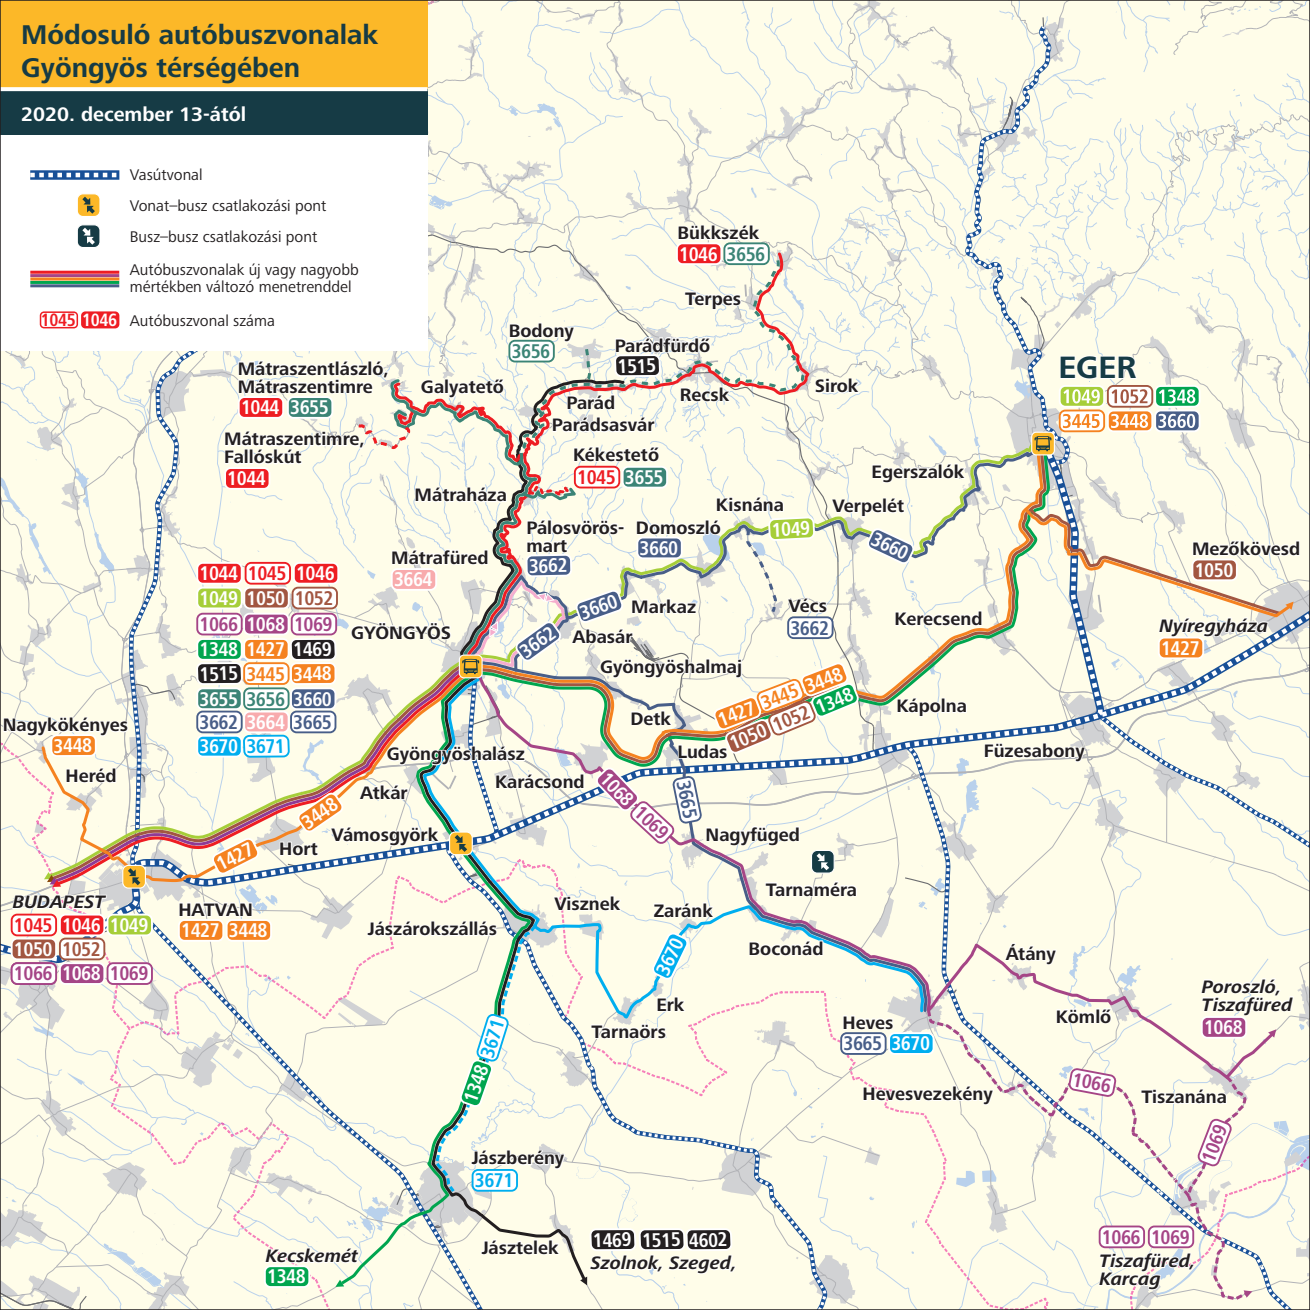 Módosuló autóbuszvonalak
Gyöngyös térségében
2020. december 13-ától
Vasútvonal
Vonat–busz csatlakozási pont
Busz–busz csatlakozási pont
Autóbuszvonalak új vagy nagyobb
mértékben változó menetrenddel
1045 1046 Autóbuszvonal száma
Bükkszék
1046 3656
Terpes
Bodony
3656
Parádfürdő
1515
Mátraszentlászló,
Mátraszentimre
1044 3655
Galyatető
Parád
Recsk
Sirok
Parádsasvár
Mátraszentimre,
Fallóskút
1044
Kékestető
1045 3655
Mátraháza
EGER
1049 1052 1348
3445 3448 3660
Egerszalók
Kisnána
Verpelét
1049
3660
Pálosvörös-
mart
3662
Domoszló
3660
Mátrafüred
3664
Mezőkövesd
1050
1044 1045 1046
1049 1050 1052
1066 1068 1069
1348 1427 1469
1515 3445 3448
3655 3656 3660
3662 3664 3665
3670 3671
GYÖNGYÖS
3660
Markaz
Vécs
3662
Kerecsend
Nyíregyháza
1427
3662
Abasár
Gyöngyöshalmaj
1427 3445 3448
1050 1052 1348
Kápolna
Detk
Ludas
Füzesabony
Nagykökényes
3448
Heréd
Gyöngyöshalász
Karácsond
Atkár
1068
1069
3665
3448
1427
Hort
Vámosgyörk
Nagyfüged
Tarnaméra
BUDAPEST
1045 1046 1049
1050 1052
1066 1068 1069
HATVAN
1427 3448
Jászárokszállás
Visznek
Zaránk
Boconád
3670
Erk
Tarnaörs
Átány
Kömlő
Poroszló,
Tiszafüred
1068
Heves
3665 3670
3671
1348
Hevesvezekény
1066
Tiszanána
1069
Jászberény
3671
Jásztelek
1469 1515 4602
Szolnok, Szeged,
Kecskemét
1348
1066 1069
Tiszafüred,
Karcag